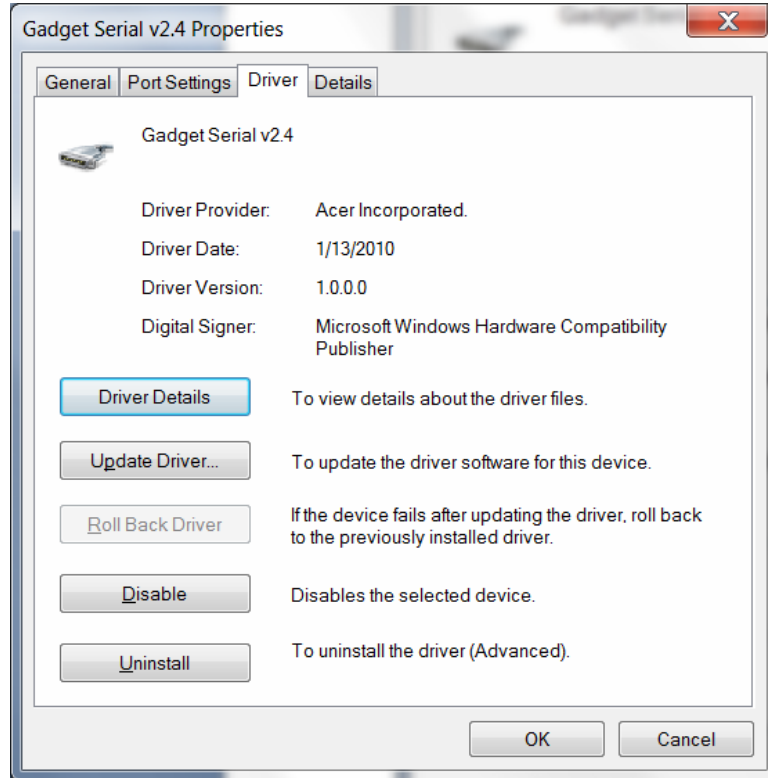 Gadget Serial v2.4 Properties
General Port Settings Driver Details
Gadget Serial v2.4
Driver Provider: Acer Incorporated.
Driver Date: 1/13/2010
Driver Version: 1.0.0.0
Digital Signer: Microsoft Windows Hardware Compatibility
Publisher
Driver Details To view details about the driver files.
Update Driver... To update the driver software for this device.
Roll Back Driver If the device fails after updating the driver, roll back
to the previously installed driver.
Disable Disables the selected device.
Uninstall To uninstall the driver (Advanced).
OK Cancel